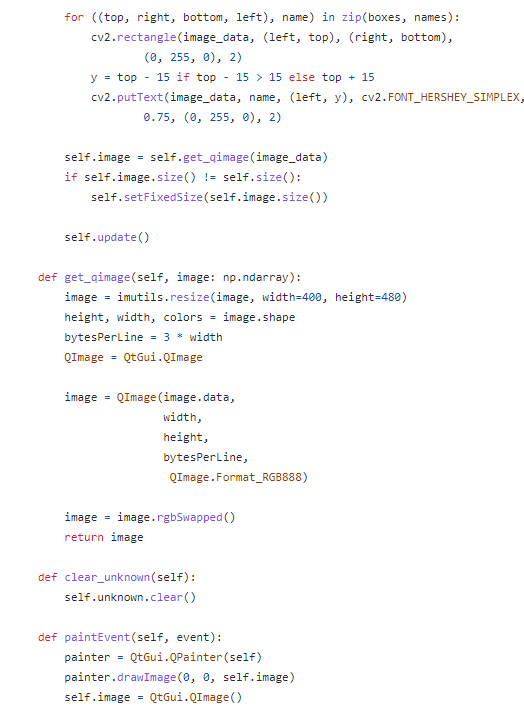 for ((top, right, bottom, left), name) in zip(boxes, names):
cv2.rectangle(image_data, (left, top), (right, bottom),
(0, 255, 0), 2)
y = top - 15 if top - 15 > 15 else top + 15
cv2.putText(image_data, name, (left, y), cv2.FONT_HERSHEY_SIMPLEX,
0.75, (0, 255, 0), 2)
self.image = self.get_qimage(image_data)
if self.image.size() != self.size():
self.setFixedSize(self.image.size())
self.update()
def get_qimage(self, image: np.ndarray):
image = imutils.resize(image, width=400, height=480)
height, width, colors = image.shape
bytesPerLine = 3 * width
QImage = QtGui.QImage
image = QImage(image.data,
width,
height,
bytesPerLine,
QImage.Format_RGB888)
image = image.rgbSwapped()
return image
def clear_unknown(self):
self.unknown.clear()
def paintEvent(self, event):
painter = QtGui.QPainter(self)
painter.drawImage(0, 0, self.image)
self.image = QtGui.QImage()